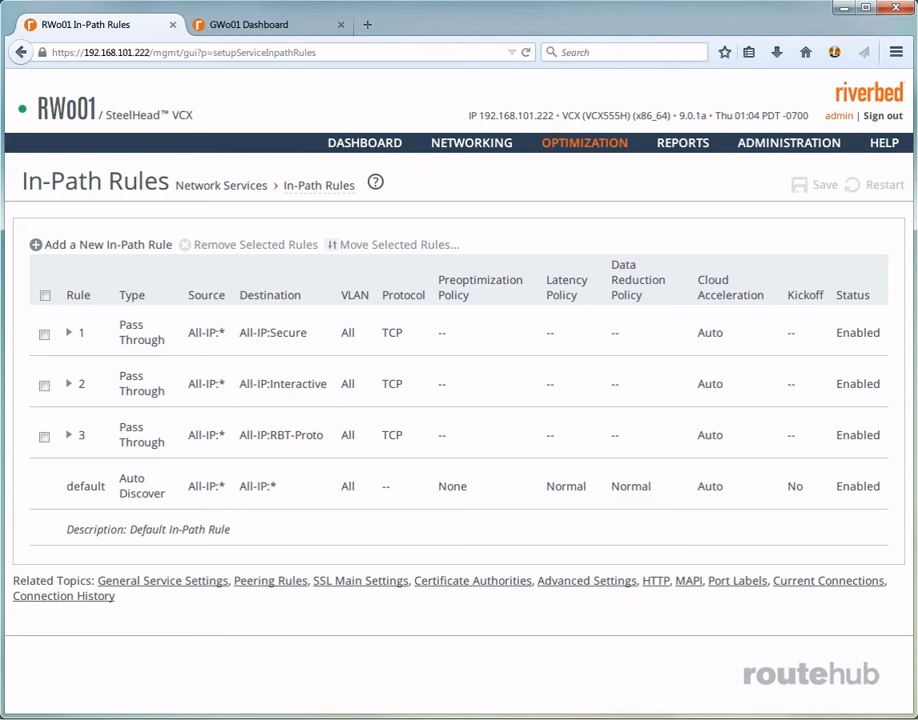 RWo01 In-Path Rules
GWo01 Dashboard
https://192.168.101.222/mgmt/gui?p=setupServiceInpathRules
Search
riverbed
RWo01 / SteelHead™ VCX
IP 192.168.101.222 • VCX (VCX555H) (x86_64) • 9.0.1a • Thu 01:04 PDT -0700
admin | Sign out
DASHBOARD NETWORKING OPTIMIZATION REPORTS ADMINISTRATION HELP
In-Path Rules Network Services › In-Path Rules ?
Save Restart
Add a New In-Path Rule Remove Selected Rules Move Selected Rules...
Rule Type Source Destination VLAN Protocol Preoptimization Policy Latency Policy Data Reduction Policy Cloud Acceleration Kickoff Status
1 Pass Through All-IP:* All-IP:Secure All TCP -- -- -- Auto -- Enabled
2 Pass Through All-IP:* All-IP:Interactive All TCP -- -- -- Auto -- Enabled
3 Pass Through All-IP:* All-IP:RBT-Proto All TCP -- -- -- Auto -- Enabled
default Auto Discover All-IP:* All-IP:* All -- None Normal Normal Auto No Enabled
Description: Default In-Path Rule
Related Topics: General Service Settings, Peering Rules, SSL Main Settings, Certificate Authorities, Advanced Settings, HTTP, MAPI, Port Labels, Current Connections,
Connection History
routehub